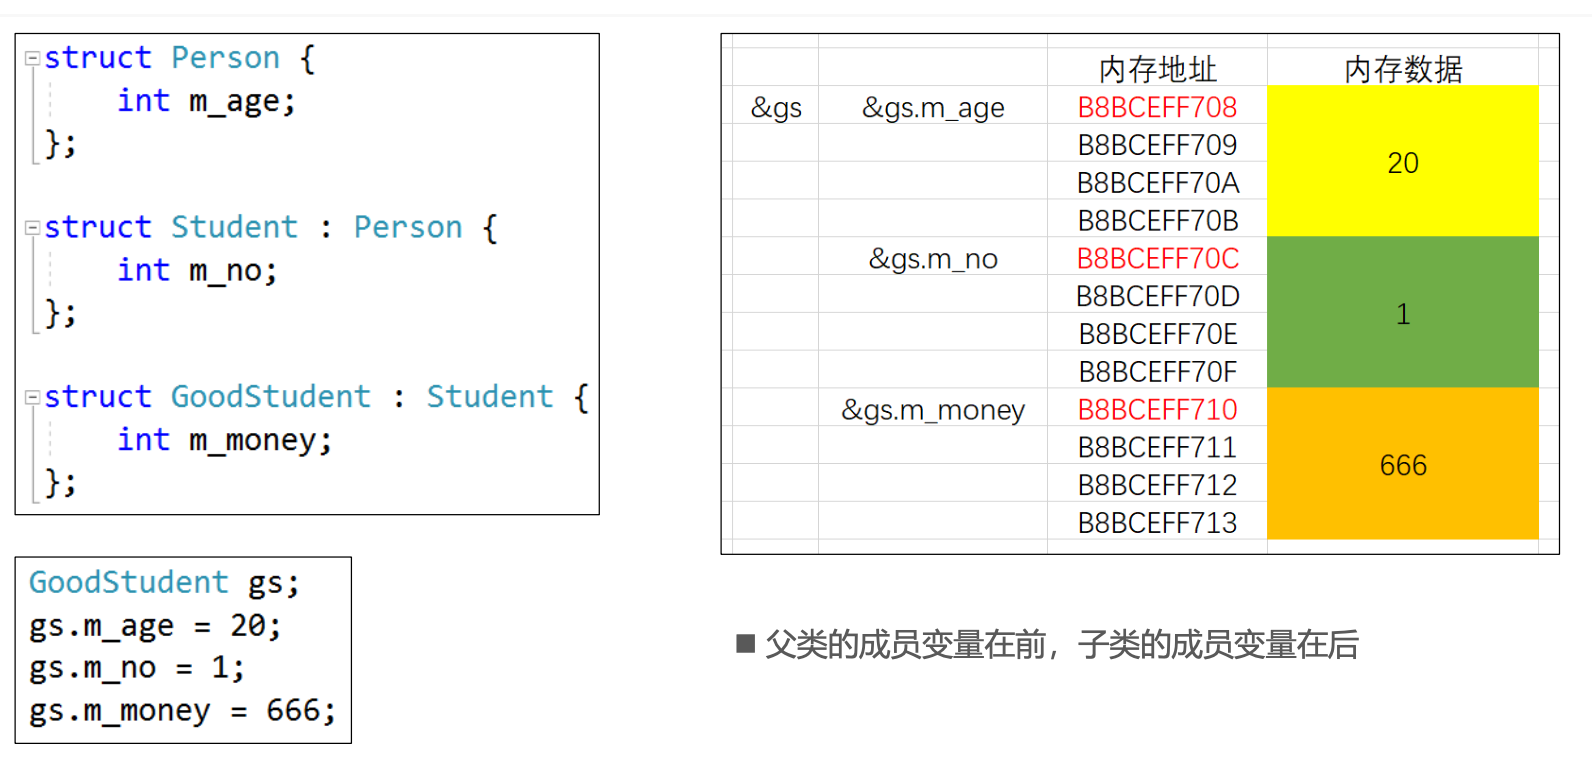 struct Person {
int m_age;
};
struct Student : Person {
int m_no;
};
struct GoodStudent : Student {
int m_money;
};
GoodStudent gs;
gs.m_age = 20;
gs.m_no = 1;
gs.m_money = 666;
内存地址 内存数据
&gs &gs.m_age B8BCEFF708
B8BCEFF709
20
B8BCEFF70A
B8BCEFF70B
&gs.m_no B8BCEFF70C
B8BCEFF70D
1
B8BCEFF70E
B8BCEFF70F
&gs.m_money B8BCEFF710
B8BCEFF711
666
B8BCEFF712
B8BCEFF713
■ 父类的成员变量在前，子类的成员变量在后